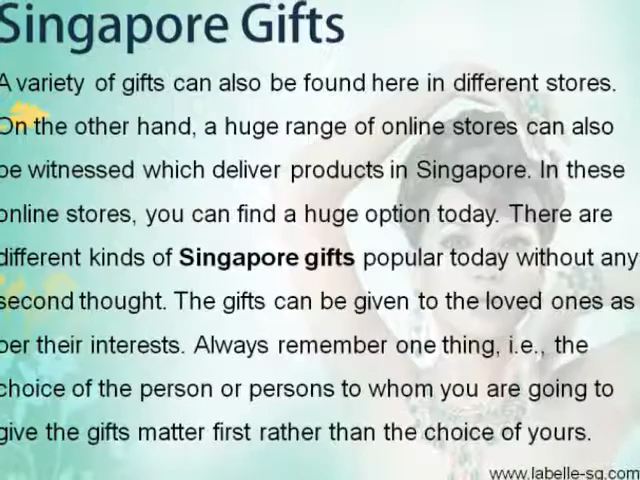 Singapore Gifts
A variety of gifts can also be found here in different stores.
On the other hand, a huge range of online stores can also
be witnessed which deliver products in Singapore. In these
online stores, you can find a huge option today. There are
different kinds of Singapore gifts popular today without any
second thought. The gifts can be given to the loved ones as
per their interests. Always remember one thing, i.e., the
choice of the person or persons to whom you are going to
give the gifts matter first rather than the choice of yours.
www.labelle-sg.com